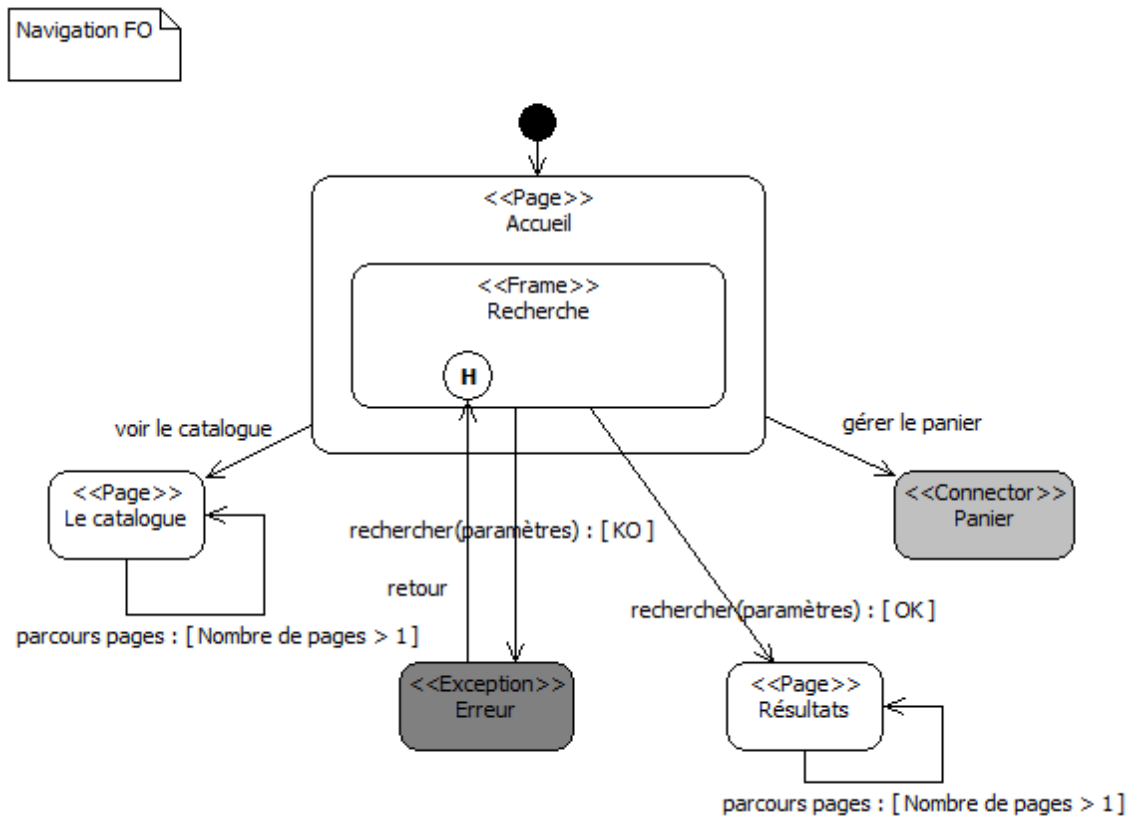 Navigation FO
<<Page>>
Accueil
<<Frame>>
Recherche
H
voir le catalogue
gérer le panier
<<Page>>
Le catalogue
<<Connector>>
Panier
rechercher(paramètres) : [ KO ]
retour
rechercher(paramètres) : [ OK ]
parcours pages : [ Nombre de pages > 1 ]
<<Exception>>
Erreur
<<Page>>
Résultats
parcours pages : [ Nombre de pages > 1 ]